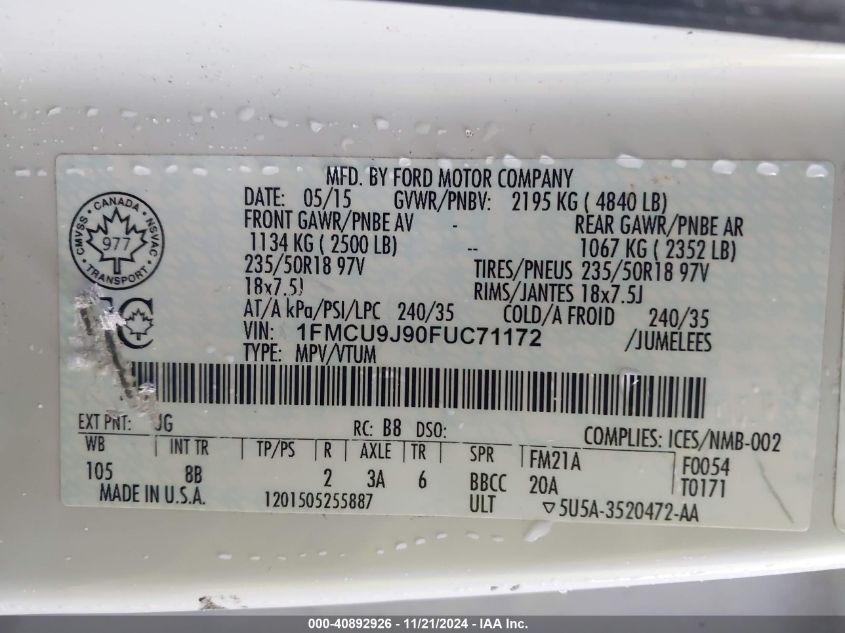 MFD. BY FORD MOTOR COMPANY
DATE: 05/15 GVWR/PNBV: 2195 KG ( 4840 LB)
FRONT GAWR/PNBE AV REAR GAWR/PNBE AR
1134 KG ( 2500 LB) -- 1067 KG ( 2352 LB)
235/50R18 97V TIRES/PNEUS 235/50R18 97V
18x7.5J RIMS/JANTES 18x7.5J
AT/A kPa/PSI/LPC 240/35 COLD/A FROID 240/35
VIN: 1FMCU9J90FUC71172 /JUMELEES
TYPE: MPV/VTUM
CMVSS • CANADA • NSVAC
977
TRANSPORT
EXT PNT: JG RC: B8 DSO: COMPLIES: ICES/NMB-002
WB INT TR TP/PS R AXLE TR SPR FM21A F0054
105 8B 2 3A 6 BBCC 20A T0171
MADE IN U.S.A. 1201505255887 ULT ▽5U5A-3520472-AA
000-40892926 - 11/21/2024 - IAA Inc.